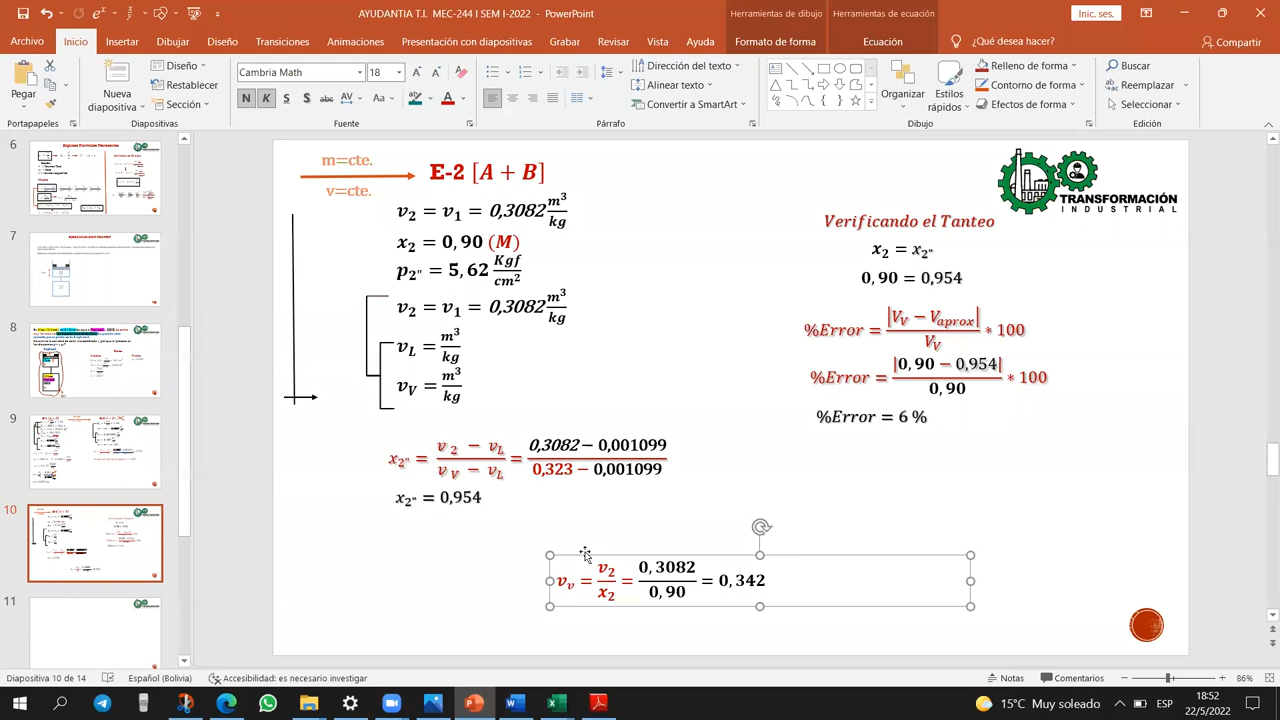 AYUDANTIA T.I. MEC-244 [ A ] SEM I-2022 - PowerPoint
Herramientas de dibujo
Herramientas de ecuación
Inic. ses.
Archivo Inicio Insertar Dibujar Diseño Transiciones Animaciones Presentación con diapositivas Grabar Revisar Vista Ayuda Formato de forma Ecuación ¿Qué desea hacer? Compartir
Pegar
Nueva diapositiva
Diseño
Restablecer
Sección
Cambria Math 18
N K S S abc AV Aa A A
Dirección del texto
Alinear texto
Convertir a SmartArt
Organizar
Estilos rápidos
Relleno de forma
Contorno de forma
Efectos de forma
Buscar
Reemplazar
Seleccionar
Portapapeles Diapositivas Fuente Párrafo Dibujo Edición
6
7
8
9
10
11
m=cte.
v=cte.
E-2 [A + B]
v₂ = v₁ = 0,3082 m³/kg
x₂ = 0,90 (M)
p₂" = 5,62 Kgf/cm²
v₂ = v₁ = 0,3082 m³/kg
v_L = m³/kg
v_V = m³/kg
x₂" = (v₂ − v_L)/(v_V − v_L) = (0,3082 − 0,001099)/(0,323 − 0,001099)
x₂" = 0,954
v_v = v₂/x₂ = 0,3082/0,90 = 0,342
TRANSFORMACIÓN
INDUSTRIAL
Verificando el Tanteo
x₂ = x₂"
0,90 = 0,954
%Error = |V_V − V_aprox|/V_V * 100
%Error = |0,90 − 0,954|/0,90 * 100
%Error = 6 %
Diapositiva 10 de 14 Español (Bolivia) Accesibilidad: es necesario investigar Notas Comentarios 86%
15°C Muy soleado
18:52
22/5/2022